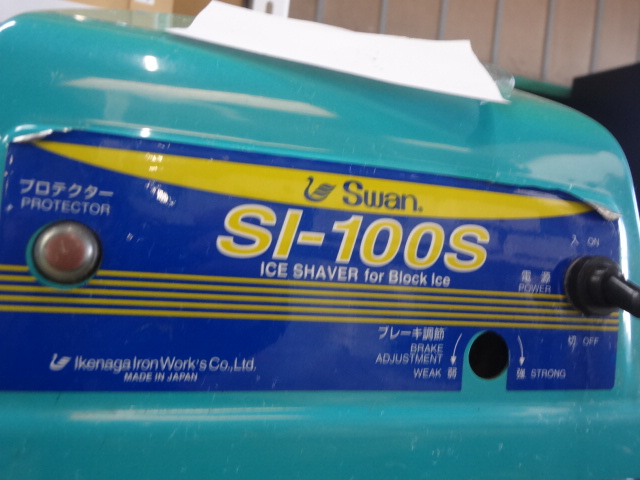 Swan.
プロテクター
PROTECTOR
SI-100S
ICE SHAVER for Block Ice
入 ON
電源
POWER
切 OFF
ブレーキ調節
BRAKE
ADJUSTMENT
WEAK 弱
強 STRONG
Ikenaga Iron Work's Co., Ltd.
MADE IN JAPAN